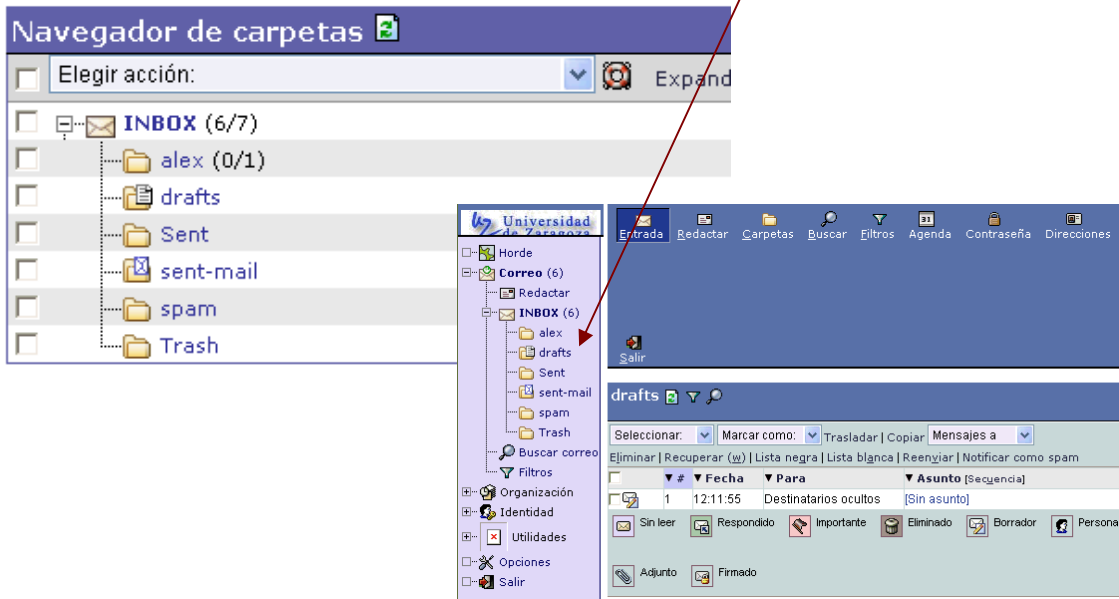 Navegador de carpetas
Elegir acción: Expand
INBOX (6/7)
alex (0/1)
drafts
Sent
sent-mail
spam
Trash
Universidad
de Zaragoza
Horde
Correo (6)
Redactar
INBOX (6)
alex
drafts
Sent
sent-mail
spam
Trash
Buscar correo
Filtros
Organización
Identidad
Utilidades
Opciones
Salir
Entrada Redactar Carpetas Buscar Filtros Agenda Contraseña Direcciones
31
Salir
drafts
Seleccionar: Marcar como: Trasladar | Copiar Mensajes a
Eliminar | Recuperar (w) | Lista negra | Lista blanca | Reenviar | Notificar como spam
# Fecha Para Asunto [Secuencia]
1 12:11:55 Destinatarios ocultos [Sin asunto]
Sin leer Respondido Importante Eliminado Borrador Persona
Adjunto Firmado